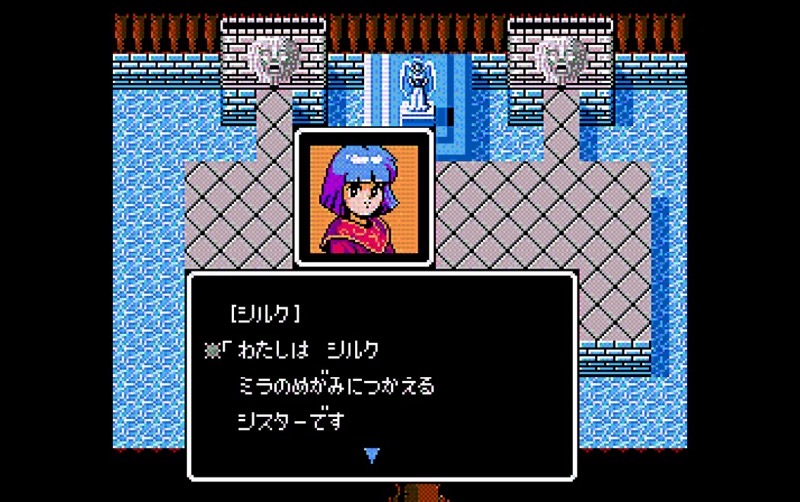 [シルク]
※「わたしは シルク
ミラのめがみにつかえる
シスターです
▼